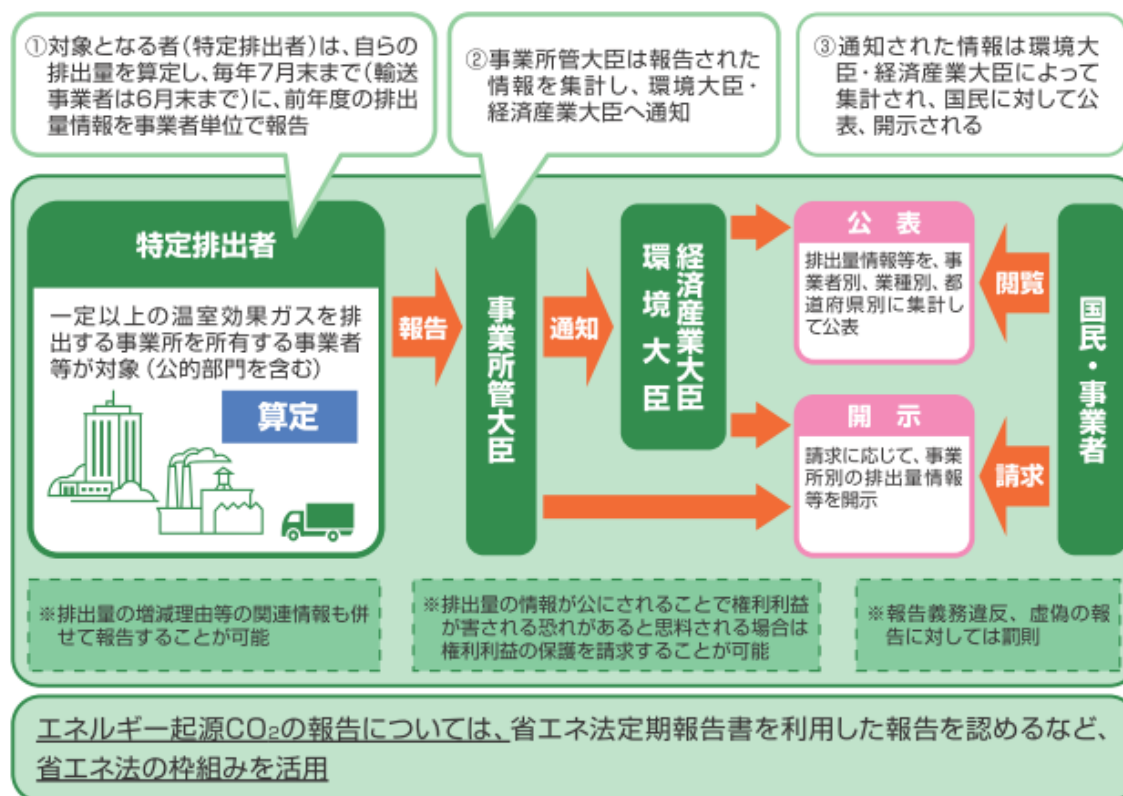 ①対象となる者(特定排出者)は、自らの
排出量を算定し、毎年7月末まで(輸送
事業者は6月末まで)に、前年度の排出
量情報を事業者単位で報告
②事業所管大臣は報告された
情報を集計し、環境大臣・
経済産業大臣へ通知
③通知された情報は環境大
臣・経済産業大臣によって
集計され、国民に対して公
表、開示される
特定排出者
一定以上の温室効果ガスを排
出する事業所を所有する事業者
等が対象(公的部門を含む)
算定
報告
事業所管大臣
通知
経済産業大臣
環境大臣
公表
排出量情報等を、事
業者別、業種別、都
道府県別に集計し
て公表
開示
請求に応じて、事業
所別の排出量情報
等を開示
閲覧
請求
国民・事業者
※排出量の増減理由等の関連情報も併
せて報告することが可能
※排出量の情報が公にされることで権利利益
が害される恐れがあると思料される場合は
権利利益の保護を請求することが可能
※報告義務違反、虚偽の報
告に対しては罰則
エネルギー起源CO₂の報告については、省エネ法定期報告書を利用した報告を認めるなど、
省エネ法の枠組みを活用